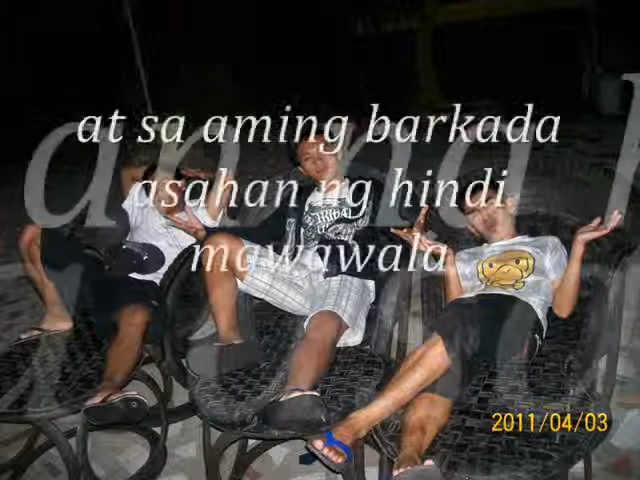 at sa aming barkada
asahan ng hindi
mawawala
2011/04/03